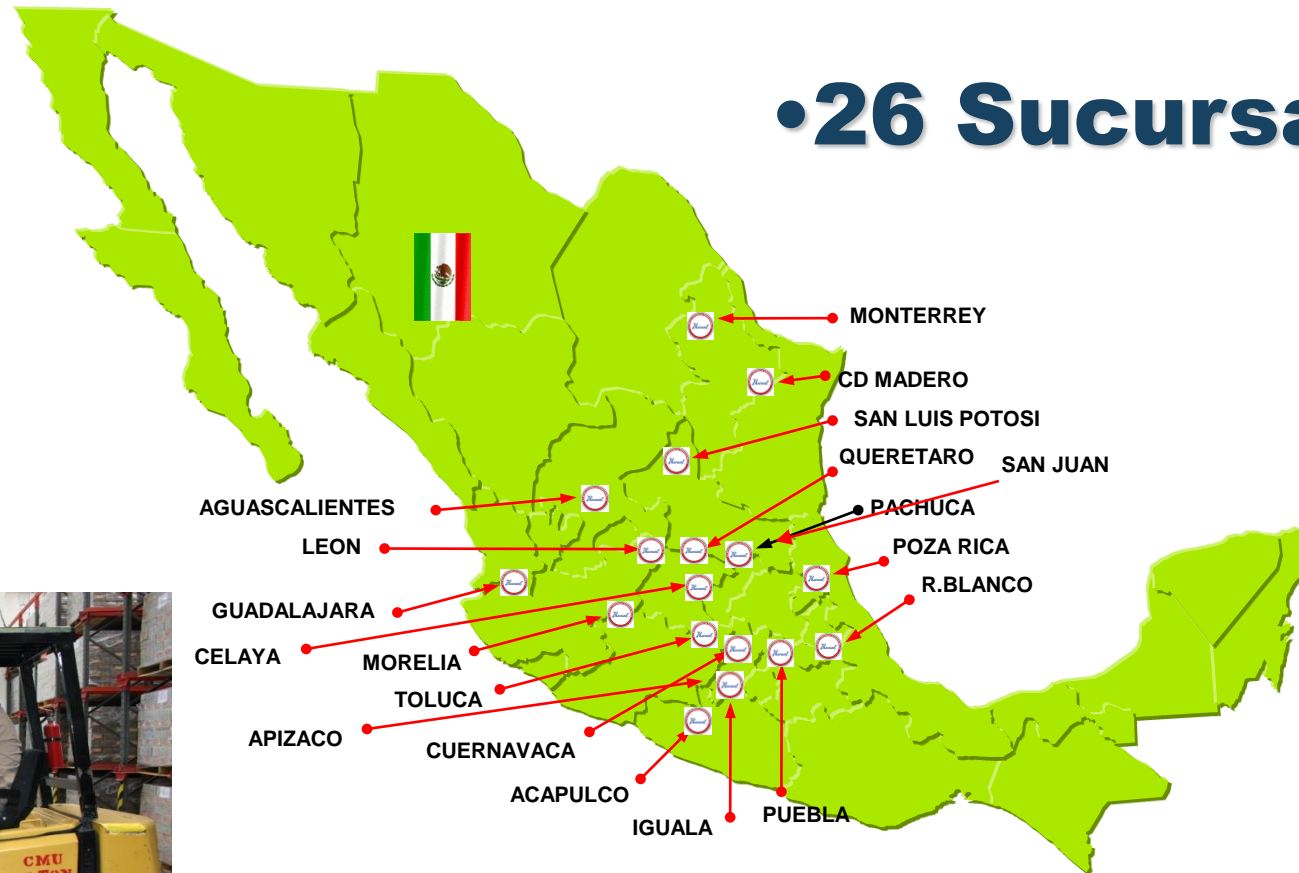 •26 Sucursa
MONTERREY
CD MADERO
SAN LUIS POTOSI
QUERETARO
SAN JUAN
AGUASCALIENTES
PACHUCA
LEON
POZA RICA
R.BLANCO
GUADALAJARA
CELAYA
MORELIA
TOLUCA
APIZACO
CUERNAVACA
ACAPULCO
PUEBLA
IGUALA
CMU